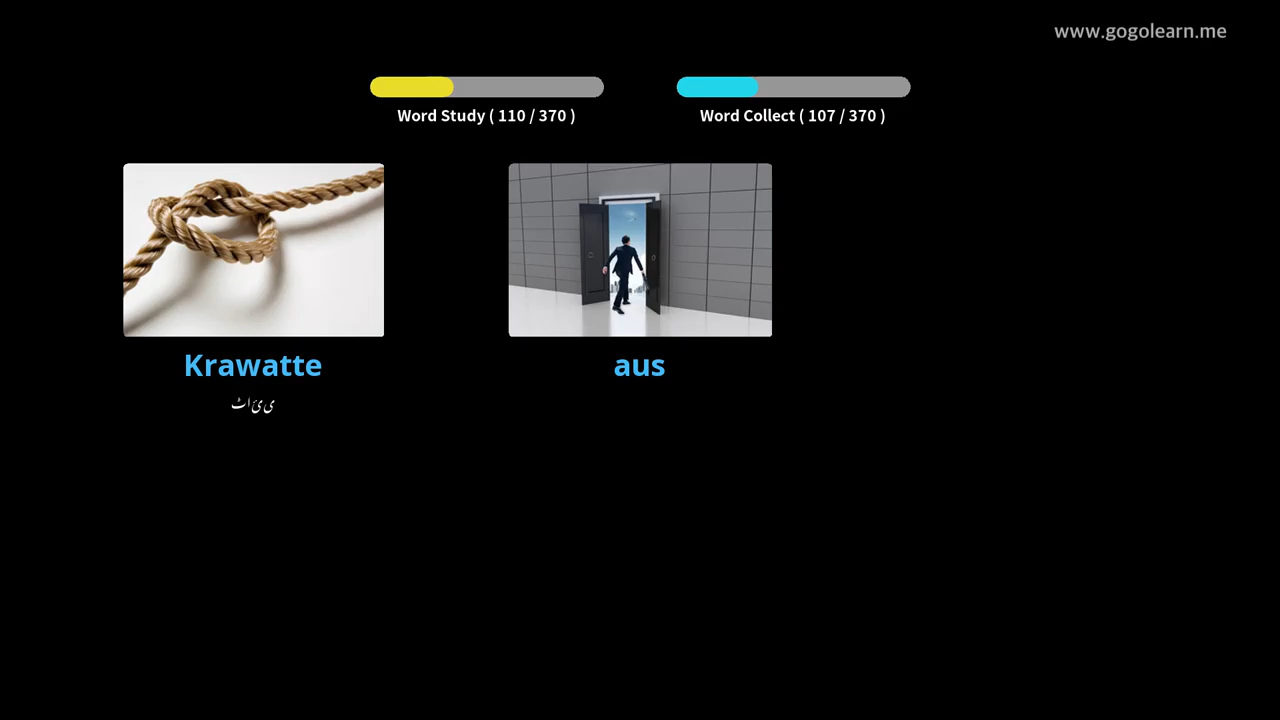 www.gogolearn.me
Word Study ( 110 / 370 )
Word Collect ( 107 / 370 )
Krawatte
aus
ٹائی